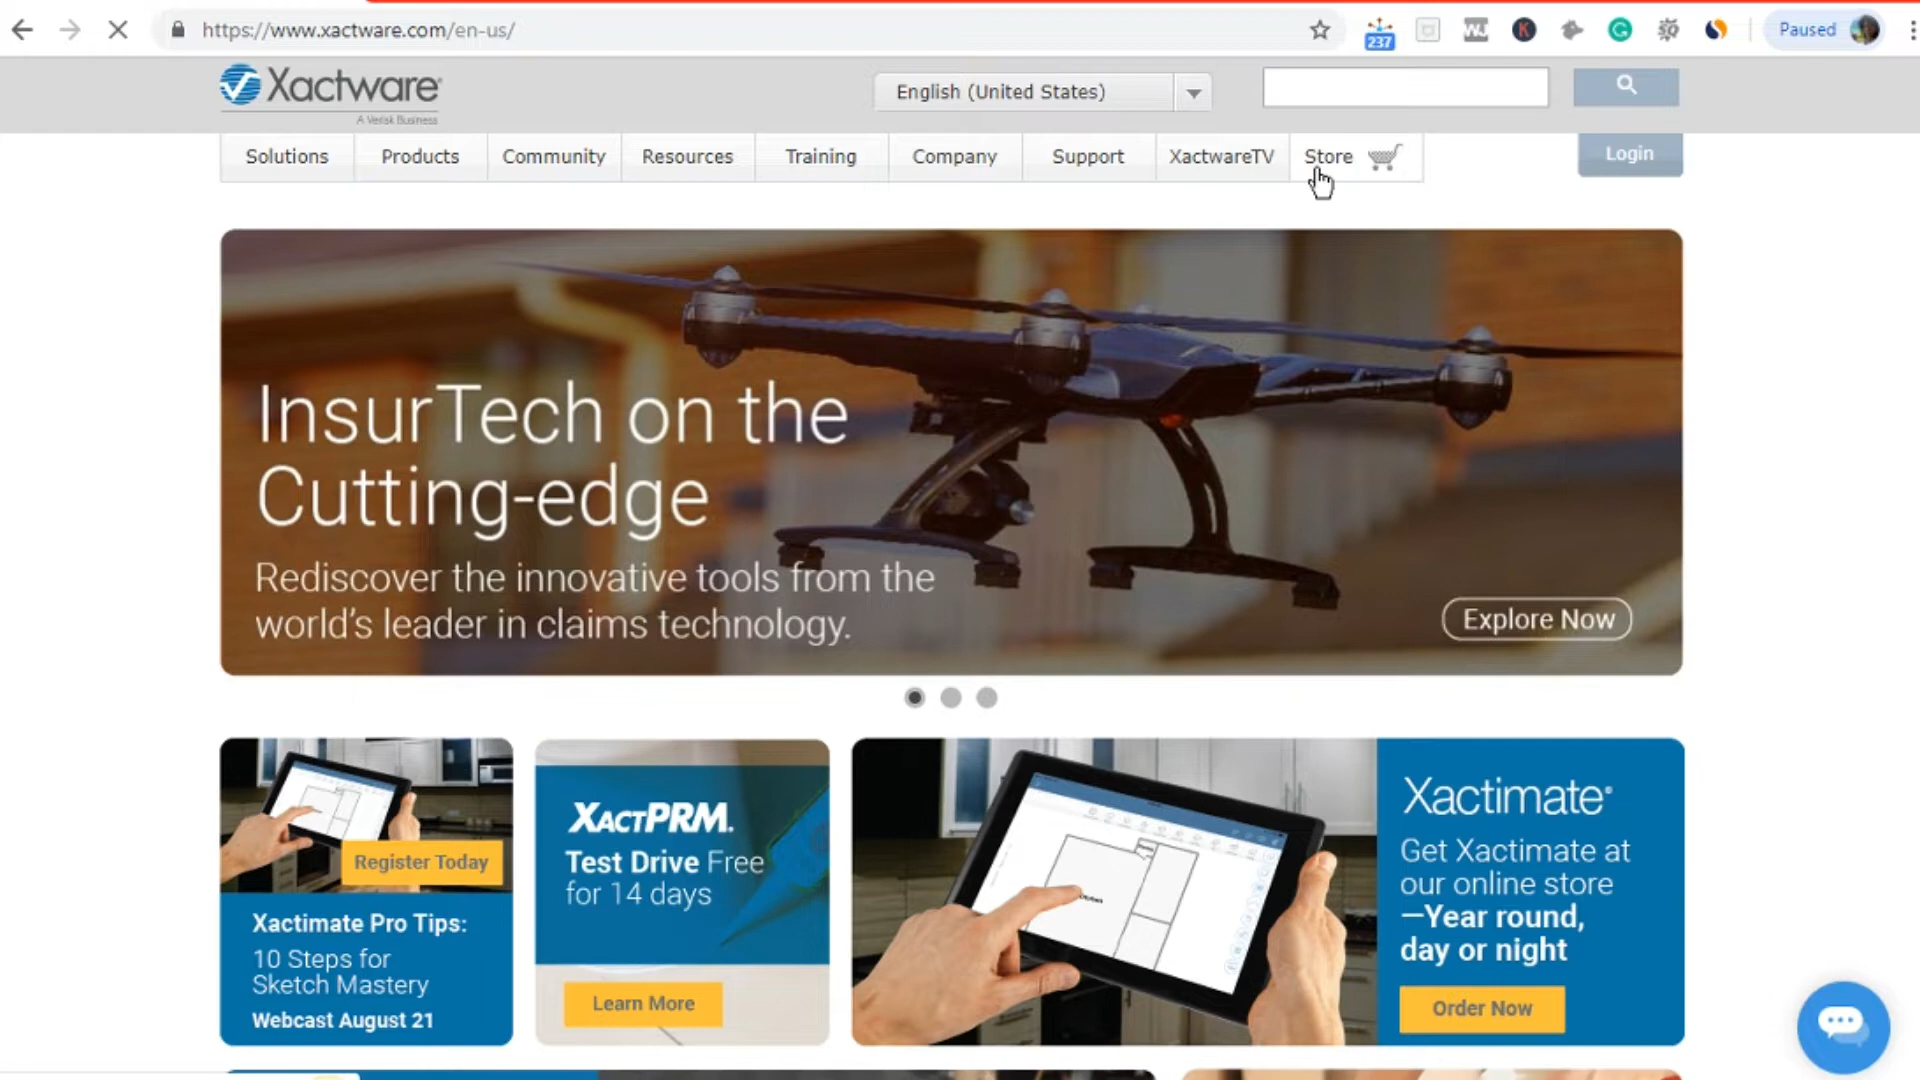 https://www.xactware.com/en-us/
237
Paused
Xactware
A Verisk Business
English (United States)
Solutions
Products
Community
Resources
Training
Company
Support
XactwareTV
Store
Login
InsurTech on the
Cutting-edge
Rediscover the innovative tools from the
world's leader in claims technology.
Explore Now
Register Today
Xactimate Pro Tips:
10 Steps for
Sketch Mastery
Webcast August 21
XACTPRM.
Test Drive Free
for 14 days
Learn More
Xactimate®
Get Xactimate at
our online store
—Year round,
day or night
Order Now